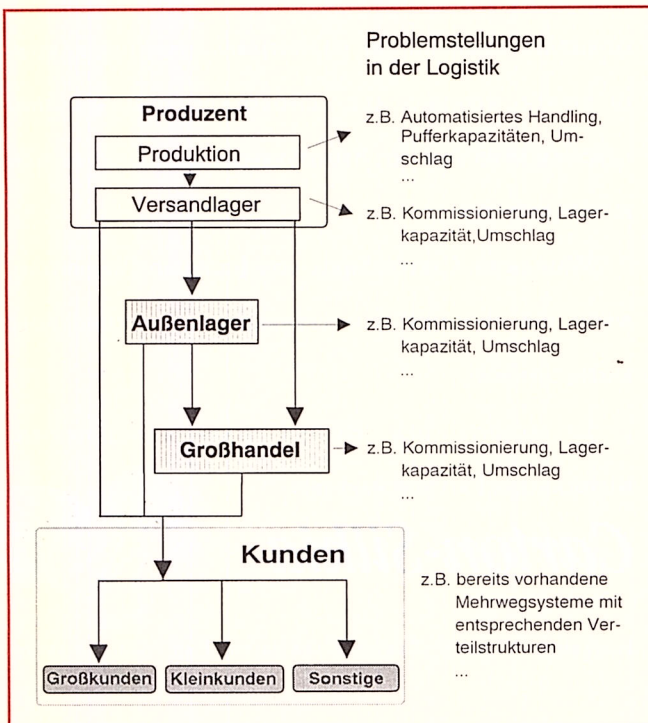 Problemstellungen
in der Logistik
Produzent
Produktion
Versandlager
z.B. Automatisiertes Handling,
Pufferkapazitäten, Um-
schlag
...
z.B. Kommissionierung, Lager-
kapazität,Umschlag
...
Außenlager
z.B. Kommissionierung, Lager-
kapazität, Umschlag
...
Großhandel
z.B. Kommissionierung, Lager-
kapazität, Umschlag
...
Kunden
z.B. bereits vorhandene
Mehrwegsysteme mit
entsprechenden Ver-
teilstrukturen
...
Großkunden
Kleinkunden
Sonstige